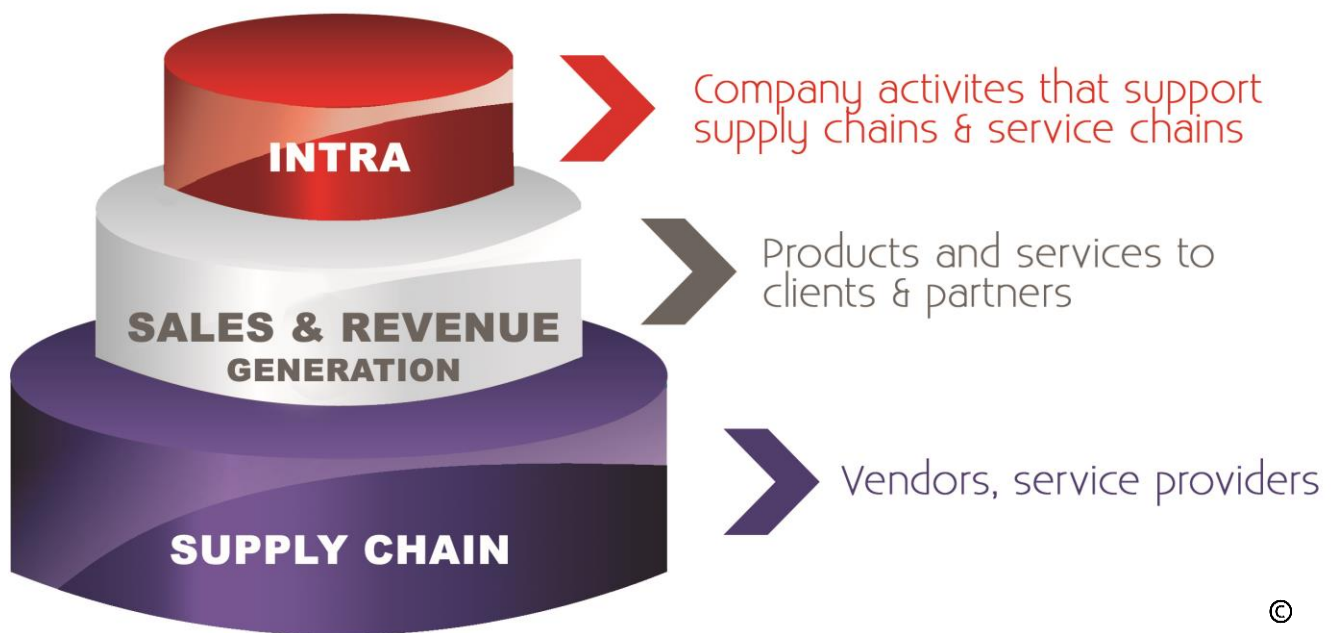 INTRA
Company activites that support
supply chains & service chains
SALES & REVENUE
GENERATION
Products and services to
clients & partners
SUPPLY CHAIN
Vendors, service providers
©